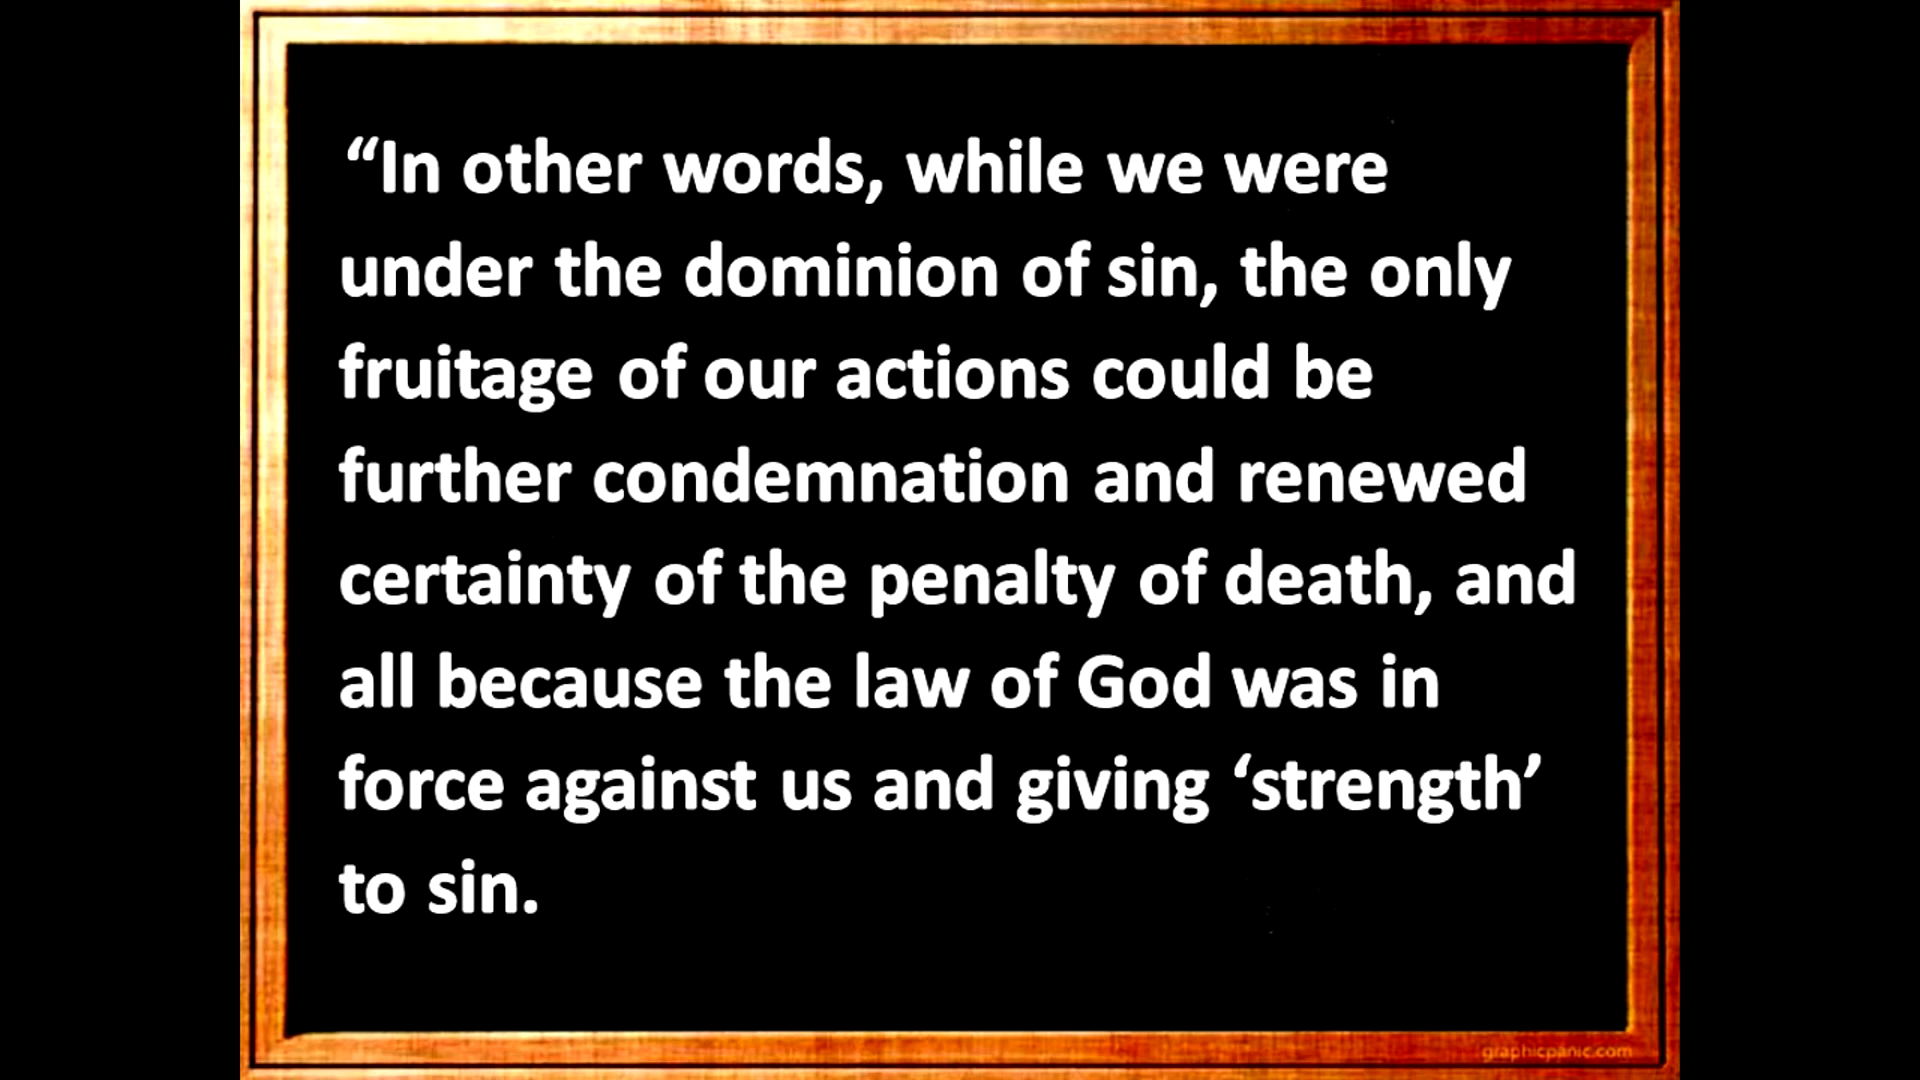 “In other words, while we were
under the dominion of sin, the only
fruitage of our actions could be
further condemnation and renewed
certainty of the penalty of death, and
all because the law of God was in
force against us and giving ‘strength’
to sin.
graphicpanic.com